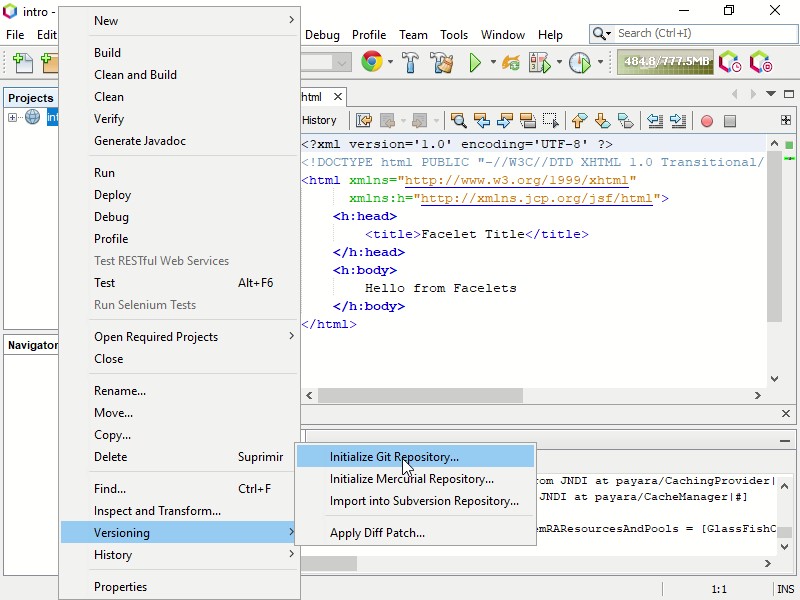 intro -
File Edit Debug Profile Team Tools Window Help Search (Ctrl+I)
484.8/777.5MB
Projects
html
int
History
New
Build
Clean and Build
Clean
Verify
Generate Javadoc
Run
Deploy
Debug
Profile
Test RESTful Web Services
Test Alt+F6
Run Selenium Tests
Open Required Projects
Close
Rename...
Move...
Copy...
Delete Suprimir
Find... Ctrl+F
Inspect and Transform...
Versioning
History
Properties
<?xml version='1.0' encoding='UTF-8' ?>
<!DOCTYPE html PUBLIC "-//W3C//DTD XHTML 1.0 Transitional/
<html xmlns="http://www.w3.org/1999/xhtml"
xmlns:h="http://xmlns.jcp.org/jsf/html">
<h:head>
<title>Facelet Title</title>
</h:head>
<h:body>
Hello from Facelets
</h:body>
</html>
Navigator
Initialize Git Repository...
Initialize Mercurial Repository...
Import into Subversion Repository...
Apply Diff Patch...
om JNDI at payara/CachingProvider|
JNDI at payara/CacheManager|#]
emRAResourcesAndPools = [GlassFishC
1:1 INS